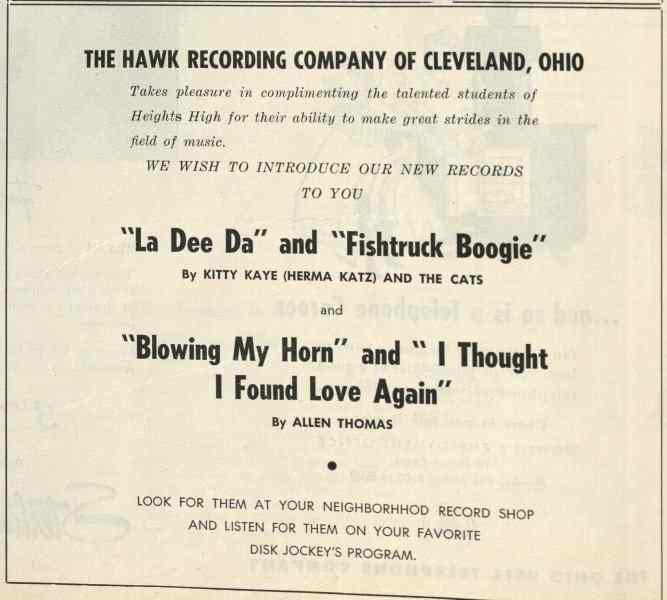 THE HAWK RECORDING COMPANY OF CLEVELAND, OHIO
Takes pleasure in complimenting the talented students of
Heights High for their ability to make great strides in the
field of music.
WE WISH TO INTRODUCE OUR NEW RECORDS
TO YOU
"La Dee Da" and "Fishtruck Boogie"
By KITTY KAYE (HERMA KATZ) AND THE CATS
and
"Blowing My Horn" and " I Thought
I Found Love Again"
By ALLEN THOMAS
●
LOOK FOR THEM AT YOUR NEIGHBORHHOD RECORD SHOP
AND LISTEN FOR THEM ON YOUR FAVORITE
DISK JOCKEY'S PROGRAM.
...and so is a Telephone Career
THE OHIO BELL TELEPHONE COMPANY